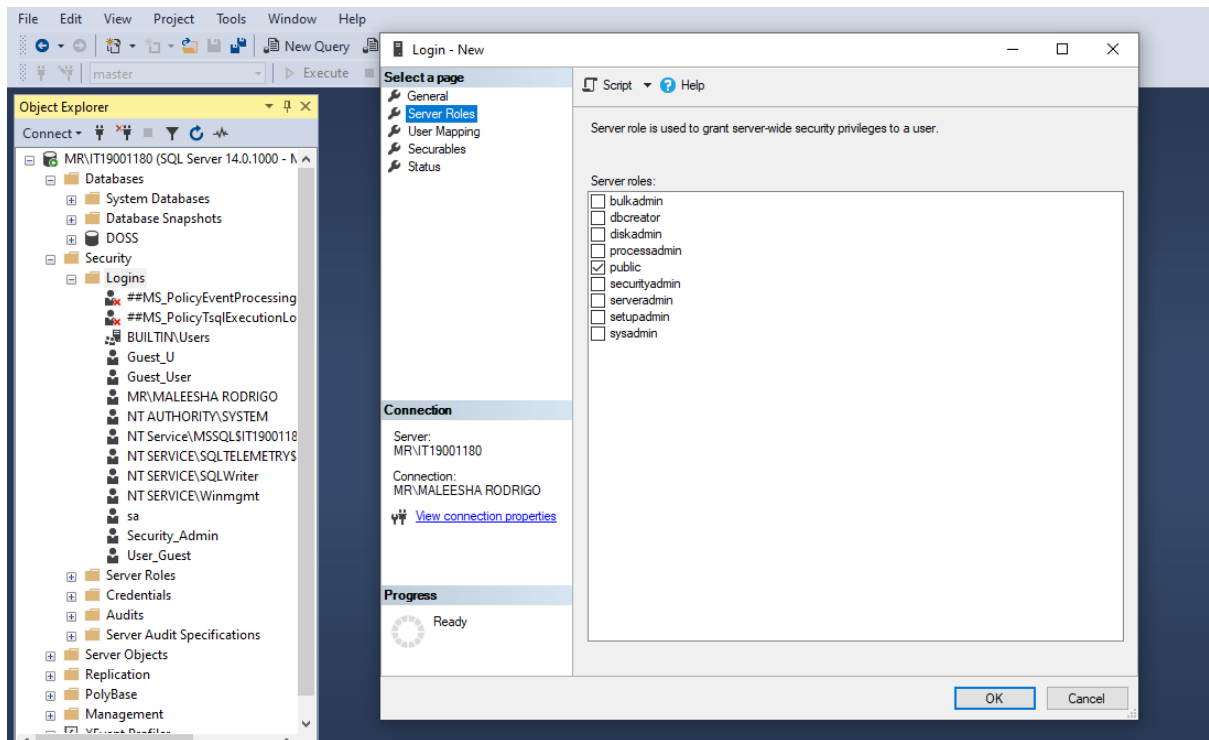 File Edit View Project Tools Window Help
New Query
master Execute
Object Explorer
Connect
MR\IT19001180 (SQL Server 14.0.1000 - M
Databases
System Databases
Database Snapshots
DOSS
Security
Logins
##MS_PolicyEventProcessing
##MS_PolicyTsqlExecutionLo
BUILTIN\Users
Guest_U
Guest_User
MR\MALEESHA RODRIGO
NT AUTHORITY\SYSTEM
NT Service\MSSQL$IT1900118
NT SERVICE\SQLTELEMETRY$
NT SERVICE\SQLWriter
NT SERVICE\Winmgmt
sa
Security_Admin
User_Guest
Server Roles
Credentials
Audits
Server Audit Specifications
Server Objects
Replication
PolyBase
Management
XEvent Profiler
Login - New
Select a page
General
Server Roles
User Mapping
Securables
Status
Connection
Server:
MR\IT19001180
Connection:
MR\MALEESHA RODRIGO
View connection properties
Progress
Ready
Script Help
Server role is used to grant server-wide security privileges to a user.
Server roles:
bulkadmin
dbcreator
diskadmin
processadmin
public
securityadmin
serveradmin
setupadmin
sysadmin
OK Cancel